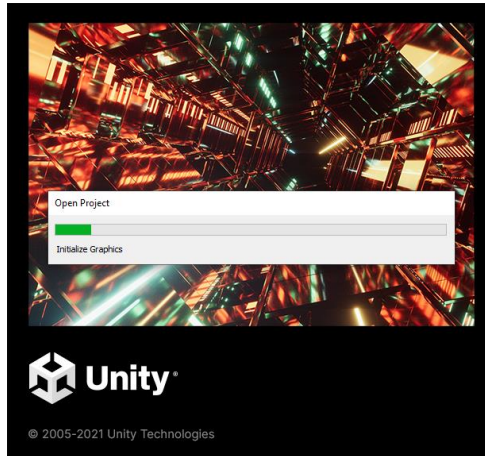 Open Project
Initialize Graphics
Unity®
© 2005-2021 Unity Technologies